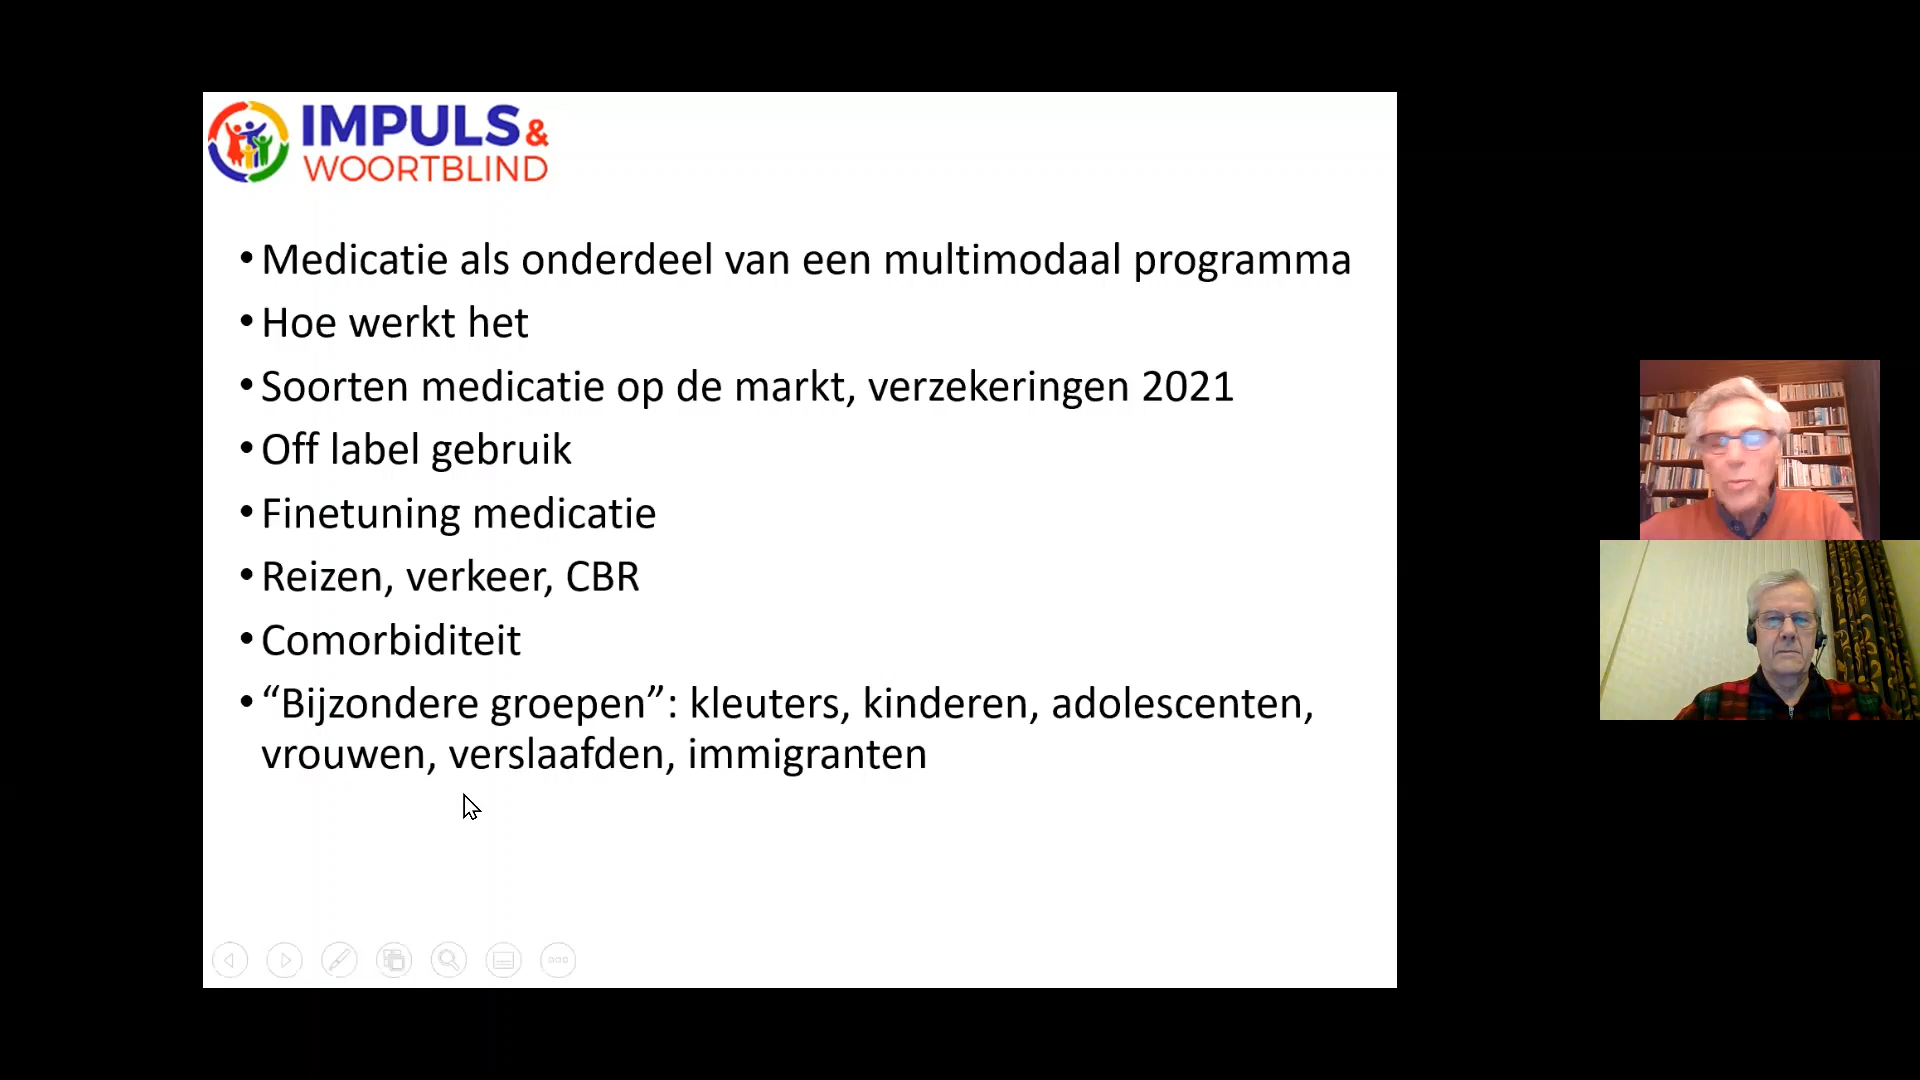 IMPULS &
WOORTBLIND
• Medicatie als onderdeel van een multimodaal programma
• Hoe werkt het
• Soorten medicatie op de markt, verzekeringen 2021
• Off label gebruik
• Finetuning medicatie
• Reizen, verkeer, CBR
• Comorbiditeit
• “Bijzondere groepen”: kleuters, kinderen, adolescenten,
vrouwen, verslaafden, immigranten